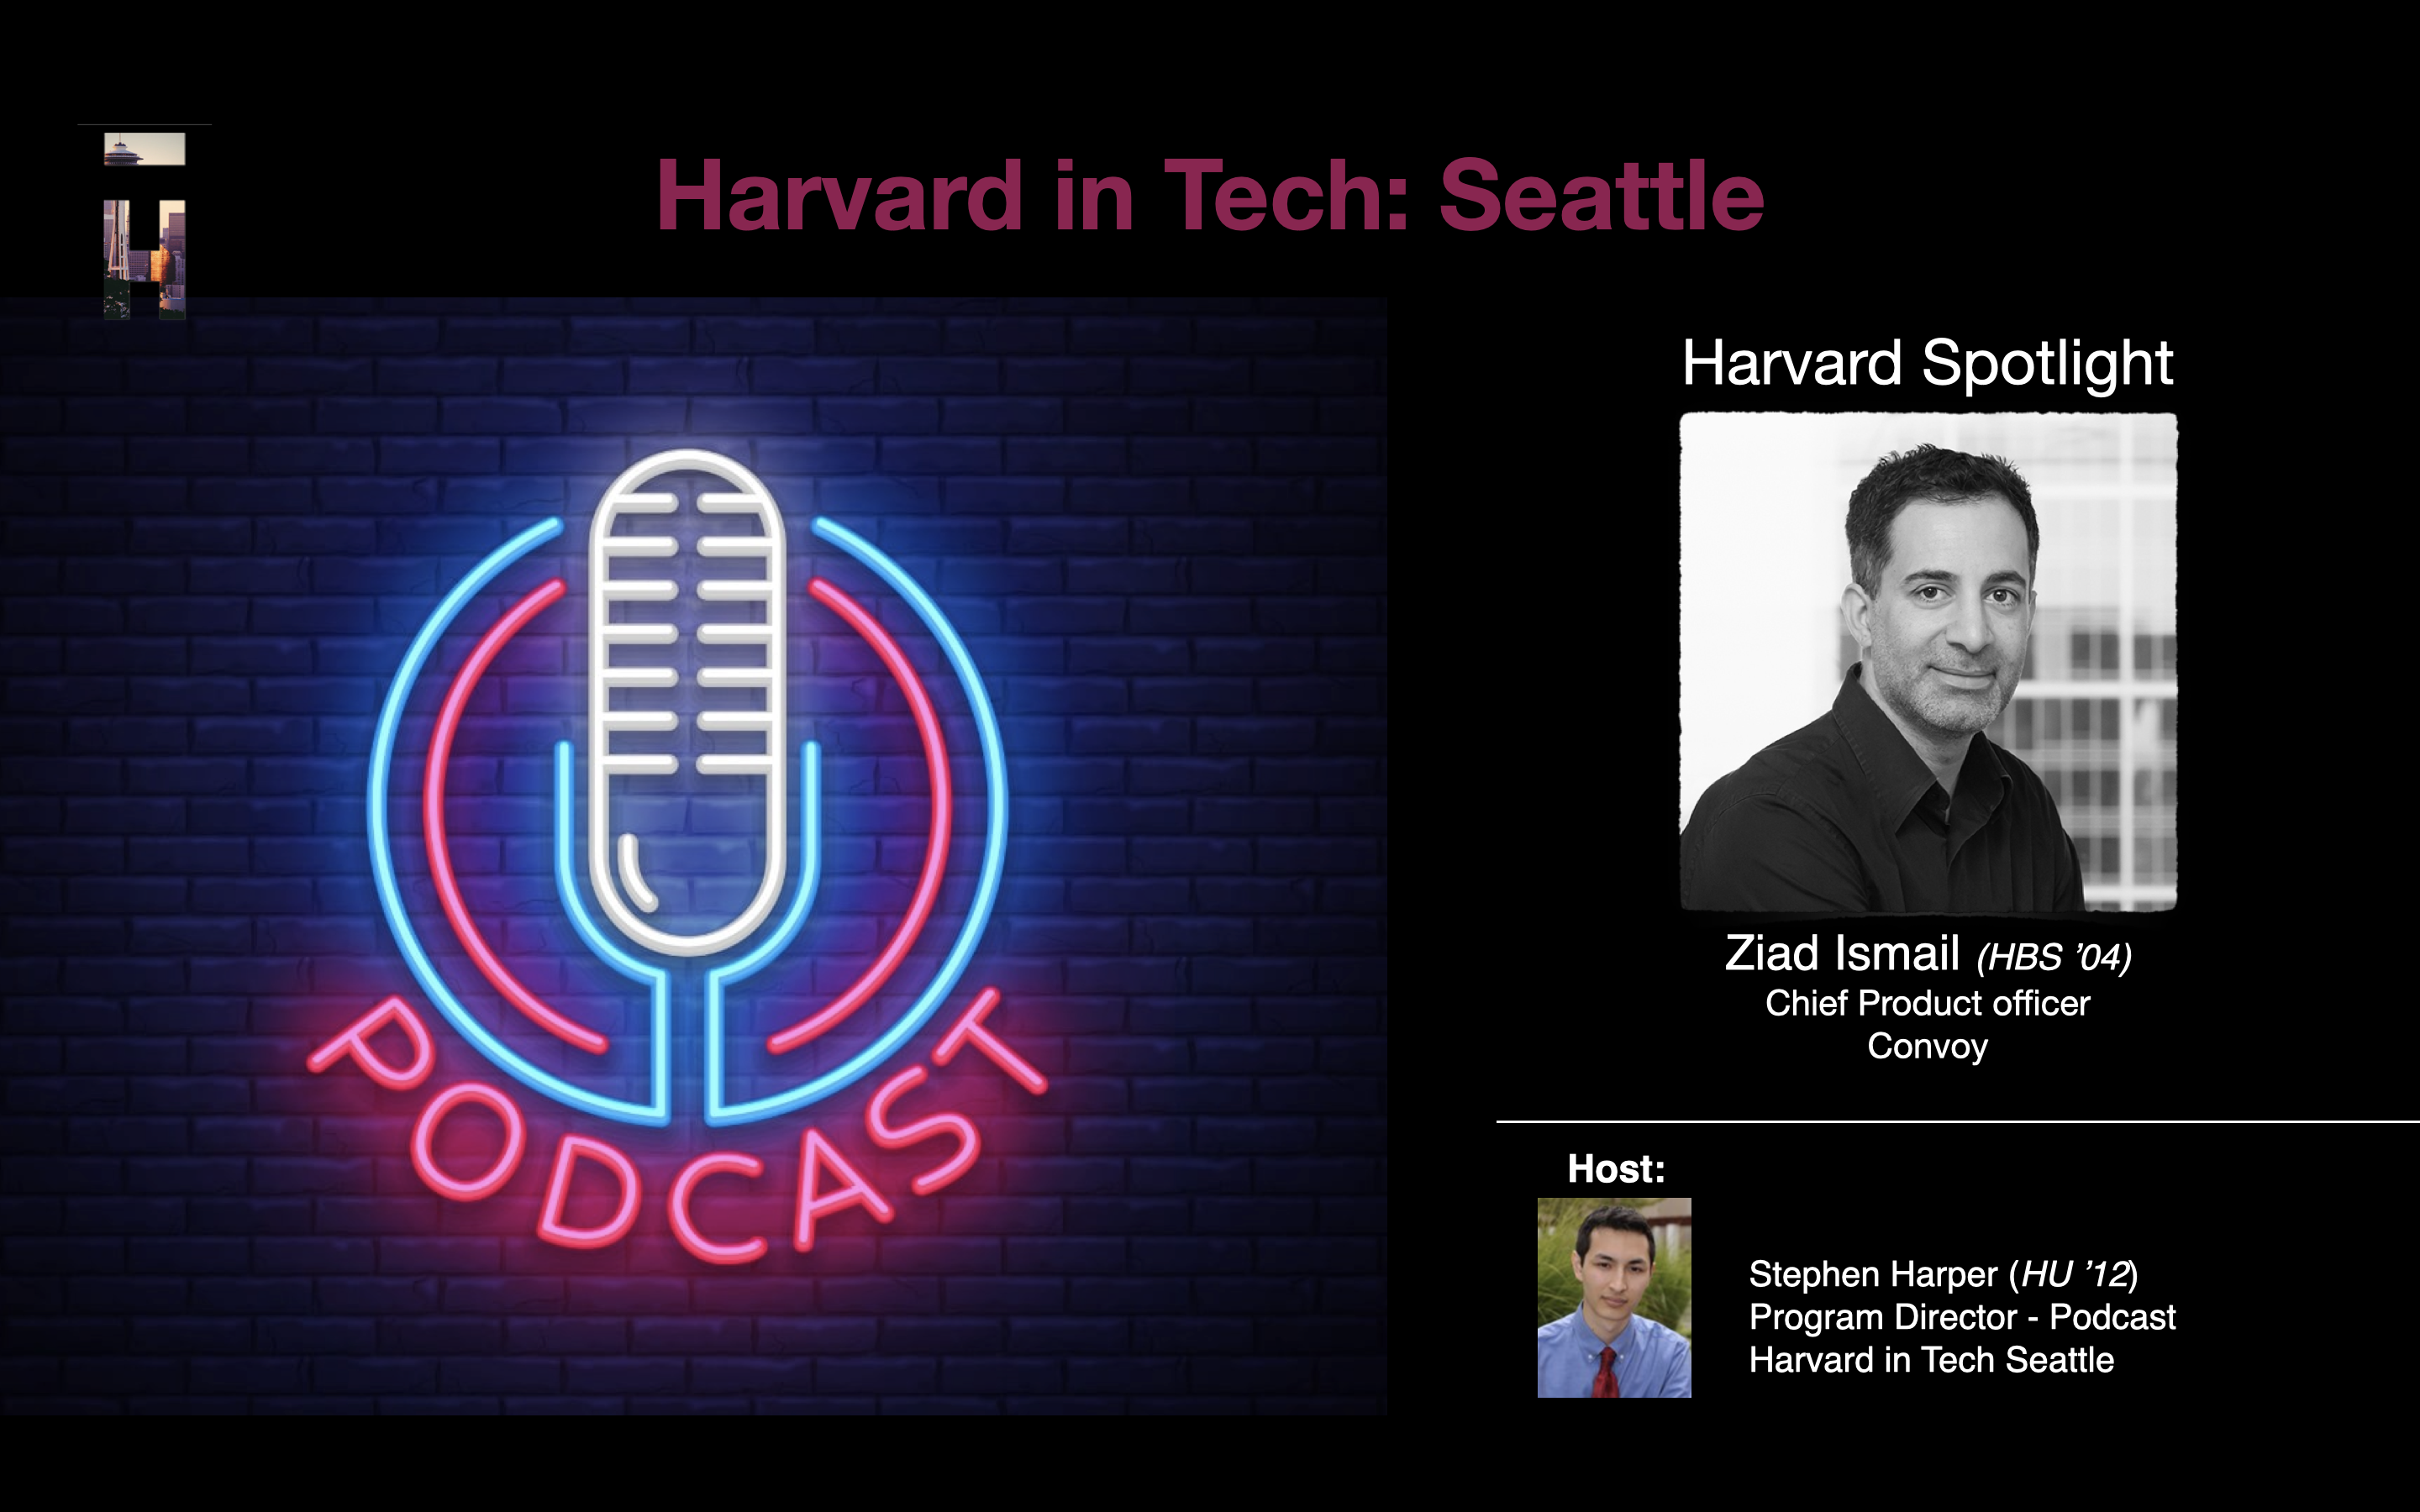 Harvard in Tech: Seattle
PODCAST
Harvard Spotlight
Ziad Ismail (HBS ’04)
Chief Product officer
Convoy
Host:
Stephen Harper (HU ’12)
Program Director - Podcast
Harvard in Tech Seattle